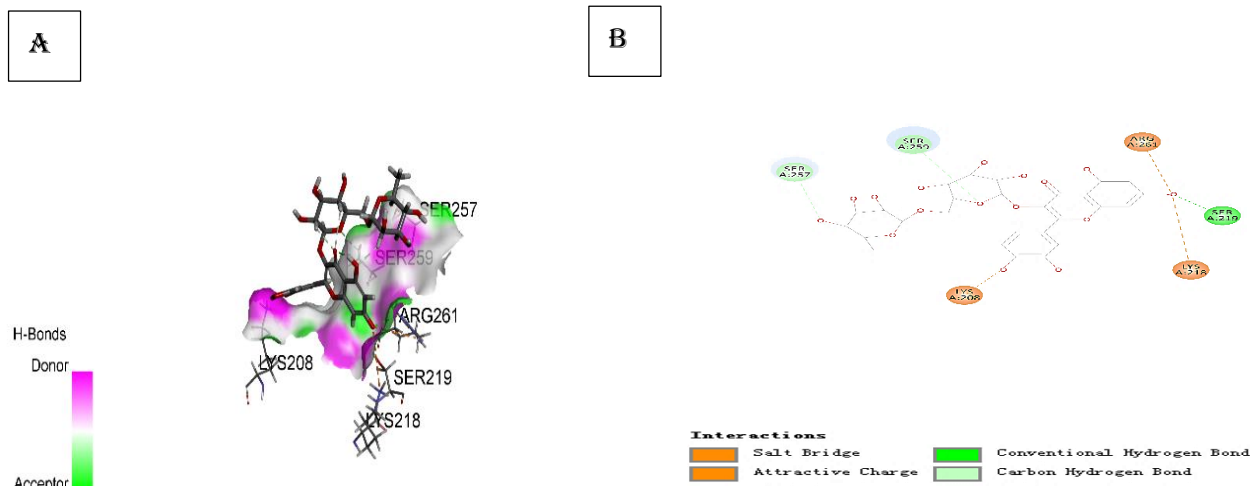 A
B
SER257
SER259
ARG261
LYS208
SER219
LYS218
H-Bonds
Donor
Acceptor
SER
A:257
SER
A:259
ARG
A:261
SER
A:219
LYS
A:218
LYS
A:208
Interactions
Salt Bridge
Attractive Charge
Conventional Hydrogen Bond
Carbon Hydrogen Bond